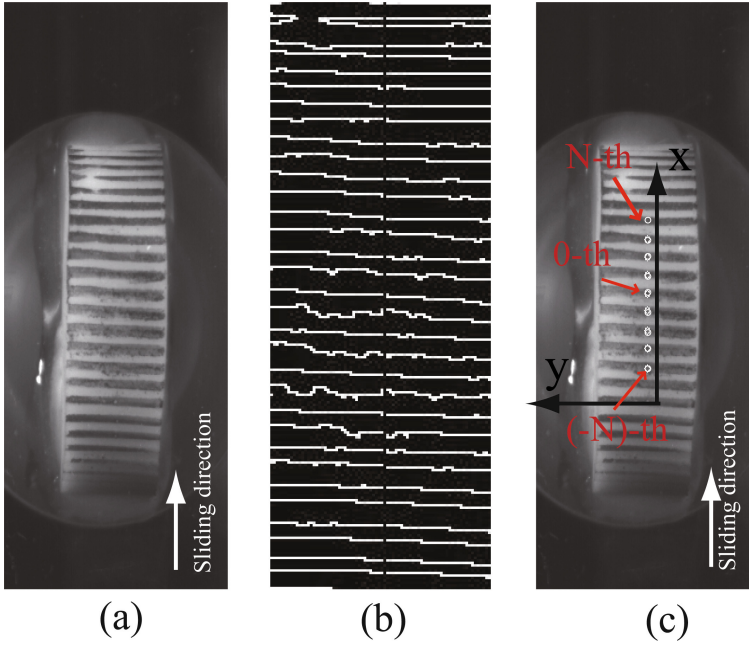 Sliding direction
(a)
(b)
N-th
x
0-th
y
(-N)-th
Sliding direction
(c)